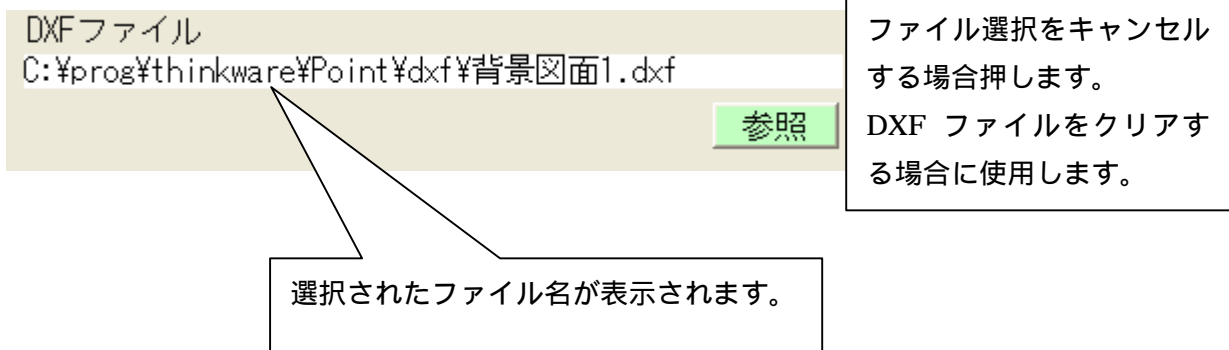 DXFファイル
C:¥prog¥thinkware¥Point¥dxf¥背景図面1.dxf
参照
ファイル選択をキャンセル
する場合押します。
DXF ファイルをクリアす
る場合に使用します。
選択されたファイル名が表示されます。